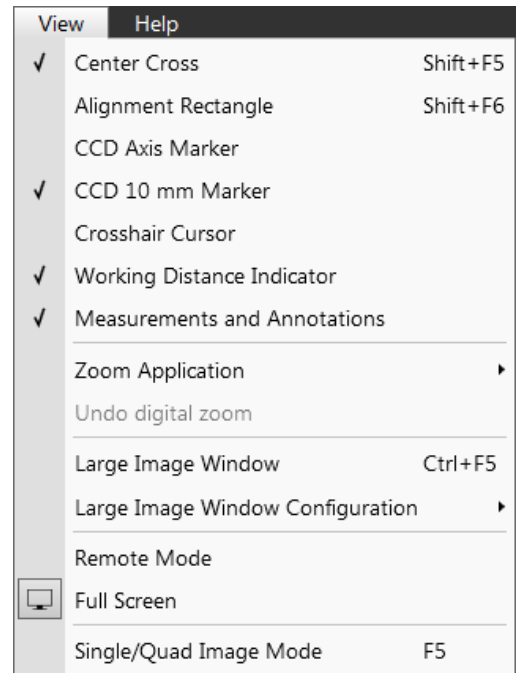 View Help
Center Cross Shift+F5
Alignment Rectangle Shift+F6
CCD Axis Marker
CCD 10 mm Marker
Crosshair Cursor
Working Distance Indicator
Measurements and Annotations
Zoom Application
Undo digital zoom
Large Image Window Ctrl+F5
Large Image Window Configuration
Remote Mode
Full Screen
Single/Quad Image Mode F5